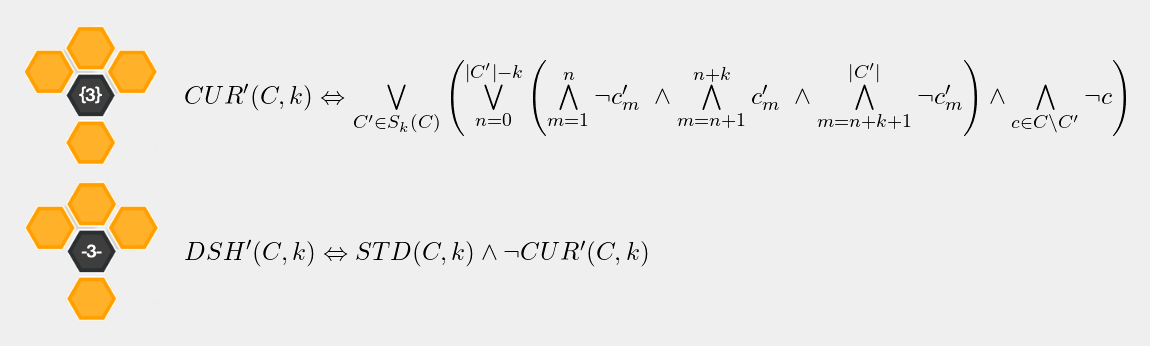 {3}
CUR′(C, k) ⇔ ⋁_{C′∈S_k(C)} ( ⋁_{n=0}^{|C′|−k} ( ⋀_{m=1}^{n} ¬c′_m ∧ ⋀_{m=n+1}^{n+k} c′_m ∧ ⋀_{m=n+k+1}^{|C′|} ¬c′_m ) ∧ ⋀_{c∈C\C′} ¬c )
-3-
DSH′(C, k) ⇔ STD(C, k) ∧ ¬CUR′(C, k)